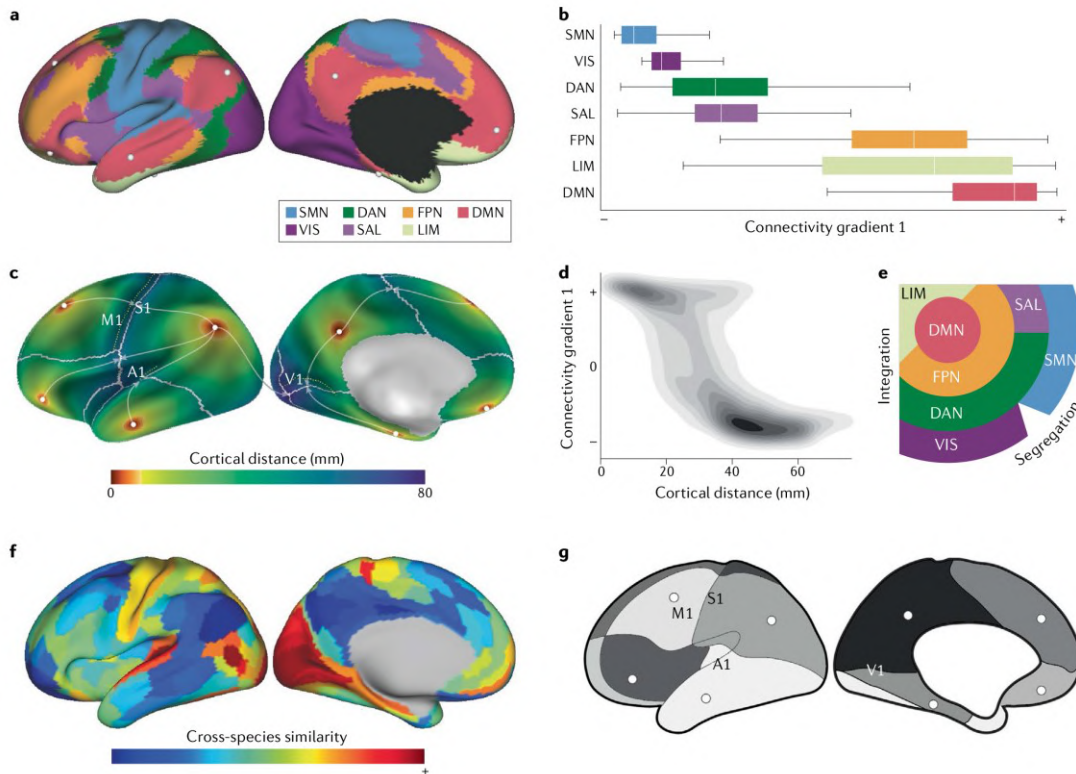 a
SMN DAN FPN DMN
VIS SAL LIM
b
SMN
VIS
DAN
SAL
FPN
LIM
DMN
– +
Connectivity gradient 1
c
S1
M1
A1
V1
Cortical distance (mm)
0 80
d
Connectivity gradient 1
+
0
–
0 20 40 60
Cortical distance (mm)
e
LIM
SAL
DMN
SMN
FPN
DAN
VIS
Integration
Segregation
f
Cross-species similarity
+
g
S1
M1
A1
V1